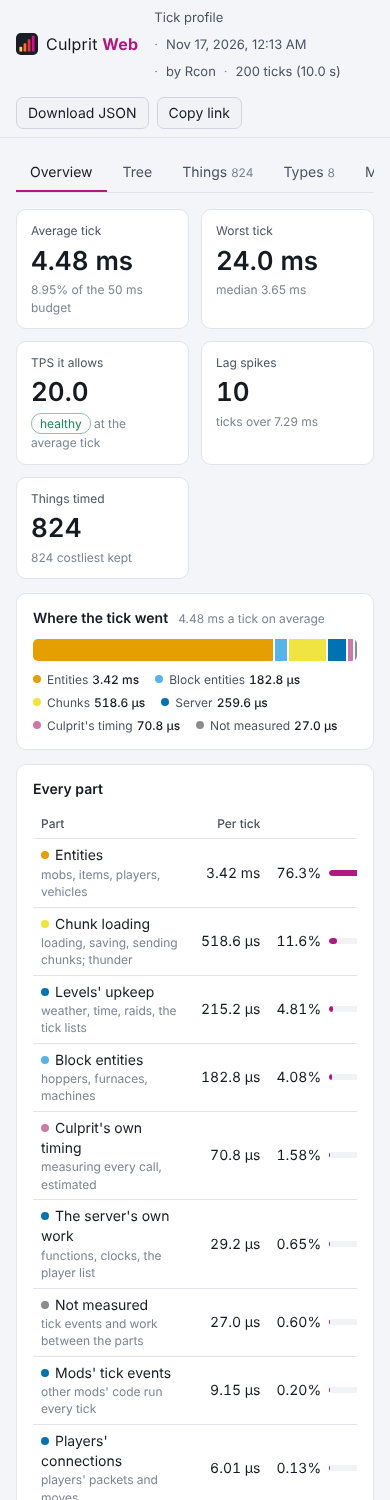 Tick profile
Culprit Web
· Nov 17, 2026, 12:13 AM
· by Rcon · 200 ticks (10.0 s)
Download JSON
Copy link
Overview Tree Things 824 Types 8 M
Average tick
4.48 ms
8.95% of the 50 ms
budget
Worst tick
24.0 ms
median 3.65 ms
TPS it allows
20.0
healthy at the
average tick
Lag spikes
10
ticks over 7.29 ms
Things timed
824
824 costliest kept
Where the tick went 4.48 ms a tick on average
Entities 3.42 ms Block entities 182.8 µs
Chunks 518.6 µs Server 259.6 µs
Culprit's timing 70.8 µs Not measured 27.0 µs
Every part
Part Per tick
Entities
mobs, items, players,
vehicles
3.42 ms 76.3%
Chunk loading
loading, saving, sending
chunks; thunder
518.6 µs 11.6%
Levels' upkeep
weather, time, raids, the
tick lists
215.2 µs 4.81%
Block entities
hoppers, furnaces,
machines
182.8 µs 4.08%
Culprit's own
timing
measuring every call,
estimated
70.8 µs 1.58%
The server's own
work
functions, clocks, the
player list
29.2 µs 0.65%
Not measured
tick events and work
between the parts
27.0 µs 0.60%
Mods' tick events
other mods' code run
every tick
9.15 µs 0.20%
Players'
connections
players' packets and
moves
6.01 µs 0.13%